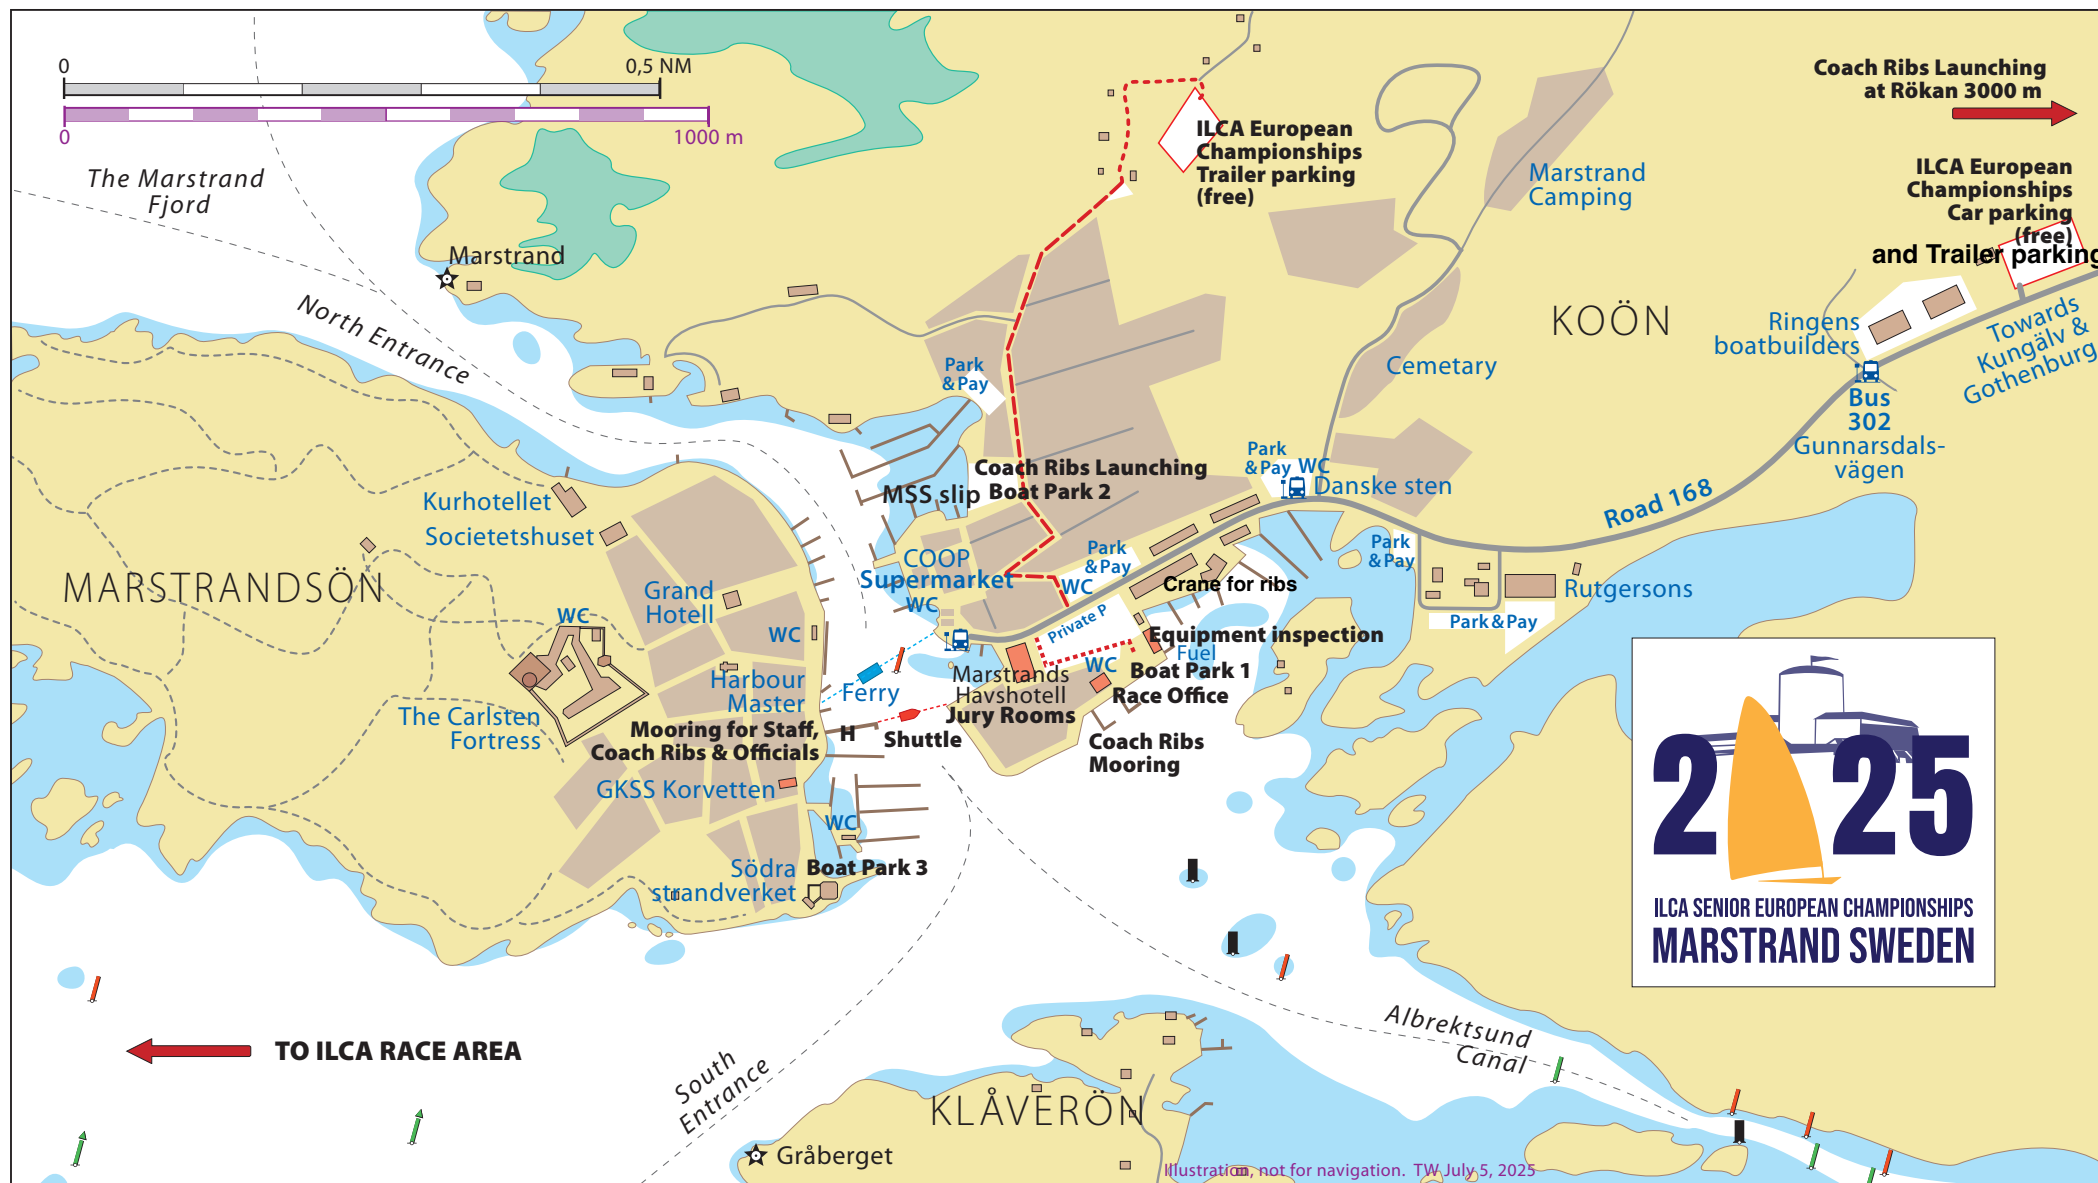 0
0,5 NM
0
1000 m
The Marstrand
Fjord
Marstrand
North Entrance
Coach Ribs Launching
at Rökan 3000 m
ILCA European
Championships
Trailer parking
(free)
Marstrand
Camping
ILCA European
Championships
Car parking
(free)
and Trailer parking
KOÖN
Ringens
boatbuilders
Towards
Kungälv &
Gothenburg
Cemetary
Bus
302
Gunnarsdals-
vägen
Park
& Pay
Park
& Pay
WC
Danske sten
Road 168
Coach Ribs Launching
MSS slip
Boat Park 2
Kurhotellet
Societetshuset
MARSTRANDSÖN
COOP
Supermarket
WC
Park
& Pay
WC
Crane for ribs
Park
& Pay
Rutgersons
Park & Pay
Grand
Hotell
WC
WC
Private P
Equipment inspection
Fuel
WC
Boat Park 1
Race Office
Marstrands
Havshotell
Jury Rooms
Harbour
Master
Ferry
The Carlsten
Fortress
Mooring for Staff,
Coach Ribs & Officials
H
Shuttle
Coach Ribs
Mooring
GKSS Korvetten
WC
Södra
strandverket
Boat Park 3
2 25
ILCA SENIOR EUROPEAN CHAMPIONSHIPS
MARSTRAND SWEDEN
TO ILCA RACE AREA
South
Entrance
Albrektsund
Canal
KLÅVERÖN
Gråberget
Illustration, not for navigation. TW July 5, 2025